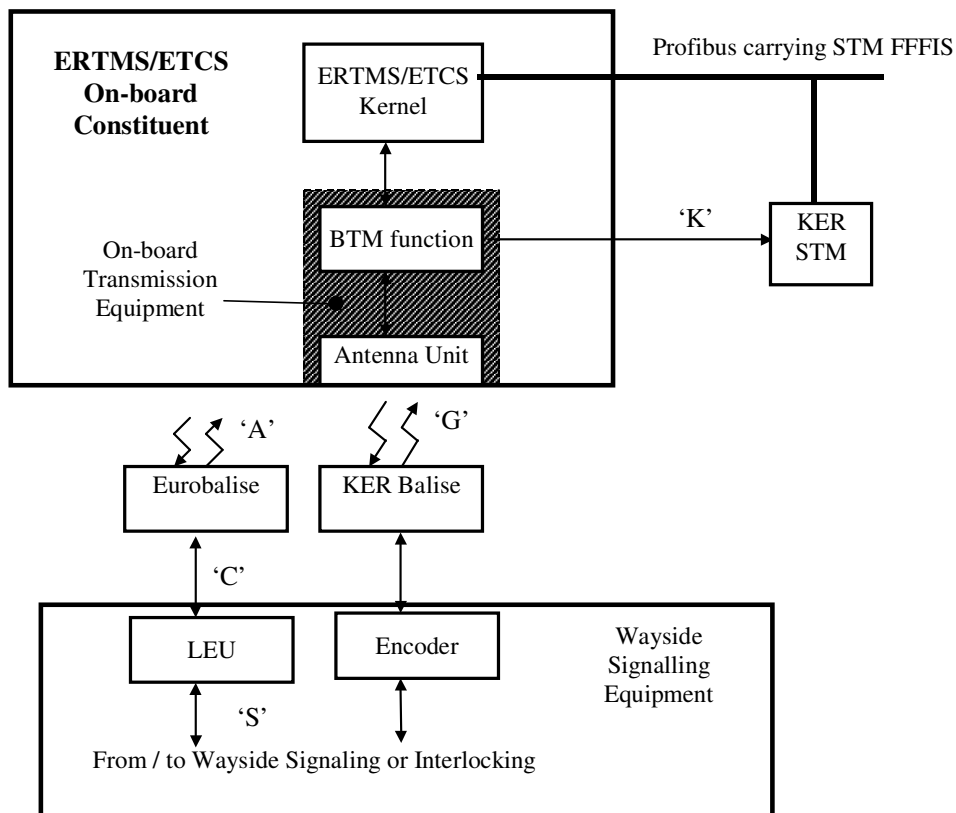 Profibus carrying STM FFFIS
ERTMS/ETCS
On-board
Constituent
ERTMS/ETCS
Kernel
BTM function
‘K’
KER
STM
On-board
Transmission
Equipment
Antenna Unit
‘A’
‘G’
Eurobalise
KER Balise
‘C’
LEU
Encoder
Wayside
Signalling
Equipment
‘S’
From / to Wayside Signaling or Interlocking